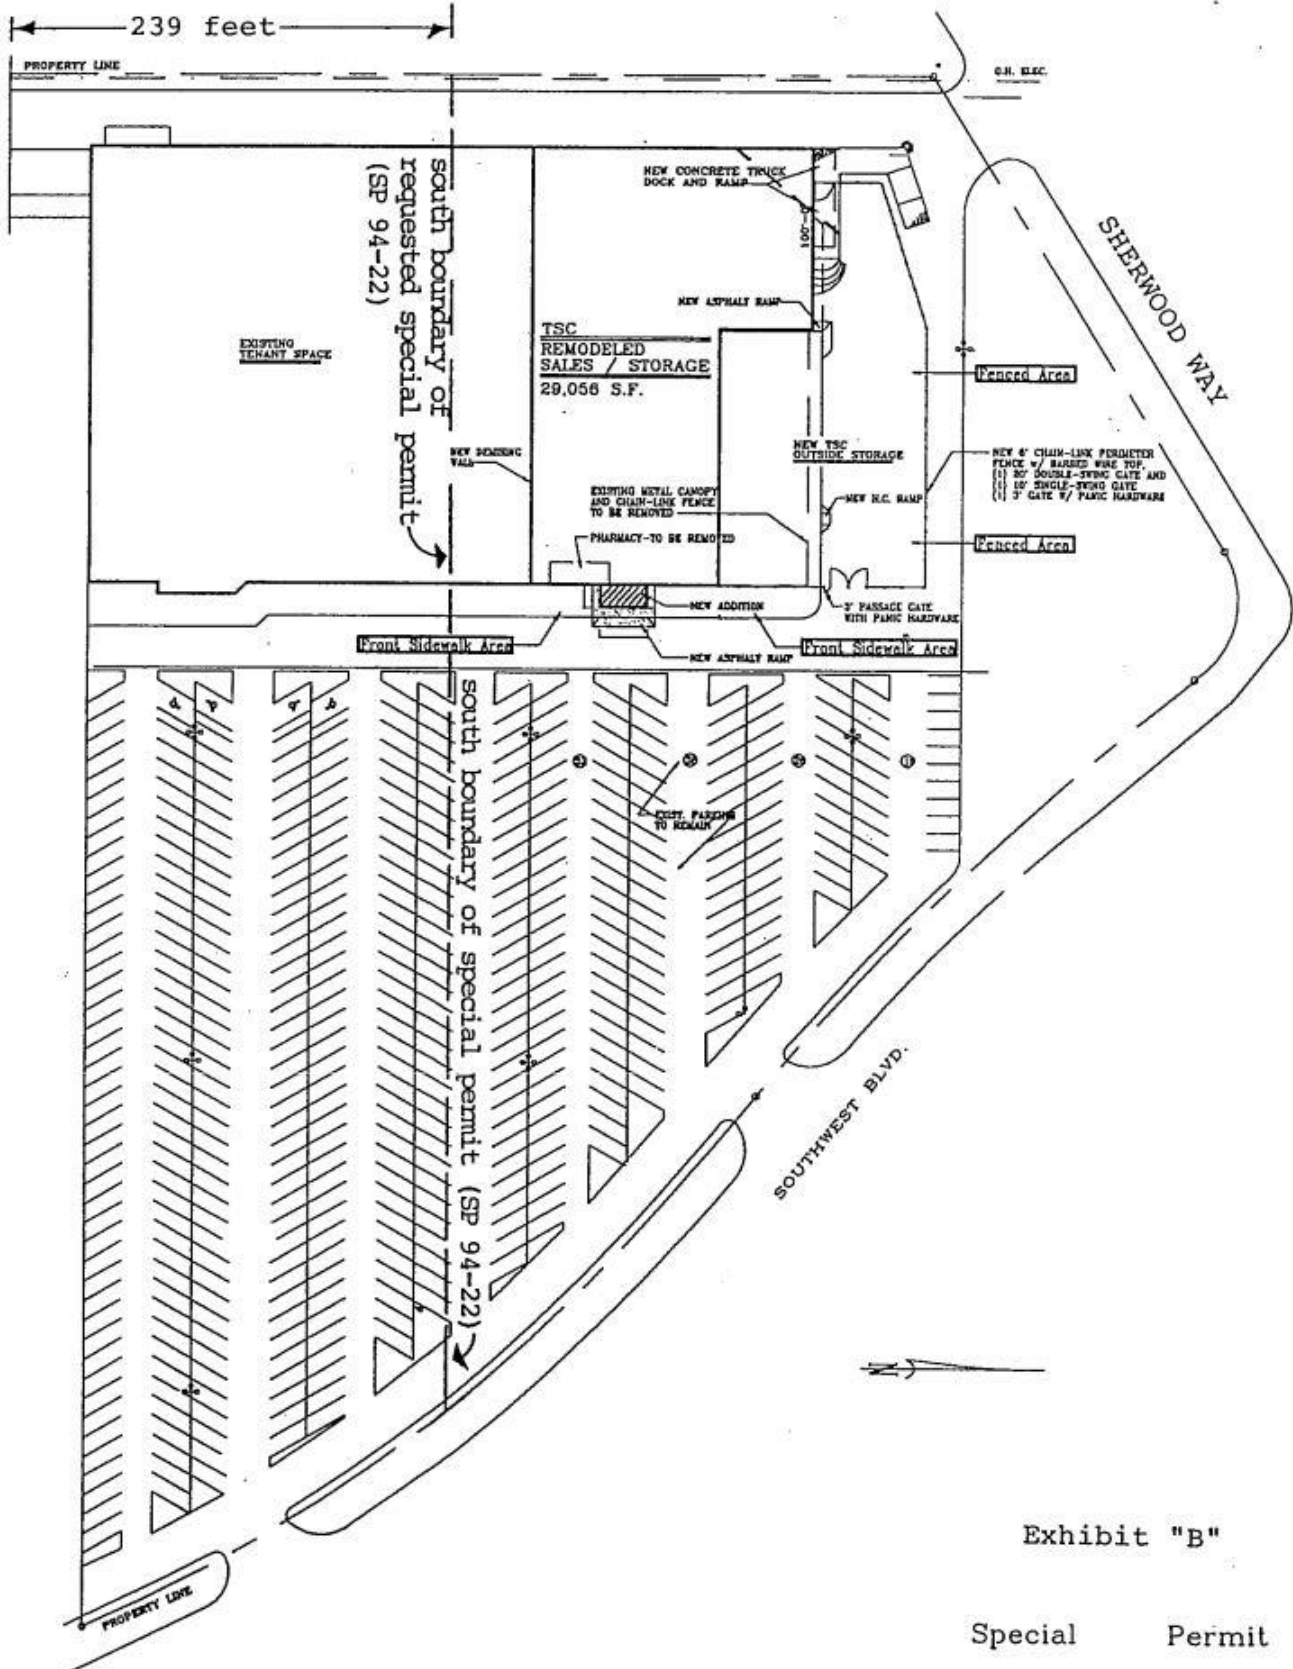 239 feet
PROPERTY LINE
O.H. ELEC.
NEW CONCRETE TRUCK
DOCK AND RAMP
100'-0
SHERWOOD WAY
south boundary of
requested special permit
(SP 94-22)
NEW ASPHALT RAMP
EXISTING
TENANT SPACE
TSC
REMODELED
SALES / STORAGE
29,056 S.F.
Fenced Area
NEW DEMISING
WALL
NEW TSC
OUTSIDE STORAGE
NEW 6' CHAIN-LINK PERIMETER
FENCE W/ BARBED WIRE TOP.
(1) 20' DOUBLE-SWING GATE AND
(1) 10' SINGLE-SWING GATE
(1) 3' GATE W/ PANIC HARDWARE
EXISTING METAL CANOPY
AND CHAIN-LINK FENCE
TO BE REMOVED
NEW H.C. RAMP
PHARMACY-TO BE REMOVED
Fenced Area
NEW ADDITION
3' PASSAGE GATE
WITH PANIC HARDWARE
Front Sidewalk Area
Front Sidewalk Area
NEW ASPHALT RAMP
south boundary of special permit (SP 94-22)
EXIST. PARKING
TO REMAIN
SOUTHWEST BLVD.
N
Exhibit "B"
PROPERTY LINE
Special Permit